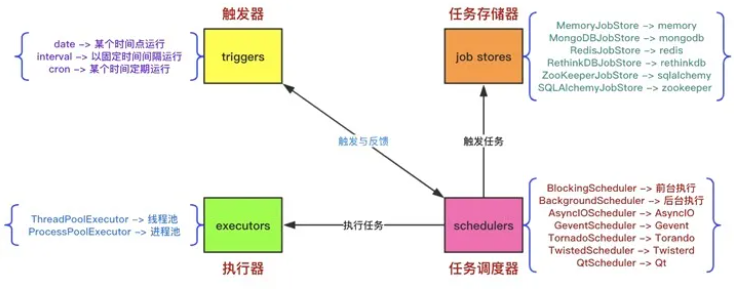 触发器
任务存储器
date -> 某个时间点运行
interval -> 以固定时间间隔运行
cron -> 某个时间定期运行
triggers
job stores
MemoryJobStore -> memory
MongoDBJobStore -> mongodb
RedisJobStore -> redis
RethinkDBJobStore -> rethinkdb
ZooKeeperJobStore -> sqlalchemy
SQLAlchemyJobStore -> zookeeper
触发与反馈
触发任务
ThreadPoolExecutor -> 线程池
ProcessPoolExecutor -> 进程池
executors
执行任务
schedulers
BlockingScheduler -> 前台执行
BackgroundScheduler -> 后台执行
AsyncIOScheduler -> AsyncIO
GeventScheduler -> Gevent
TornadoScheduler -> Torando
TwistedScheduler -> Twisterd
QtScheduler -> Qt
执行器
任务调度器